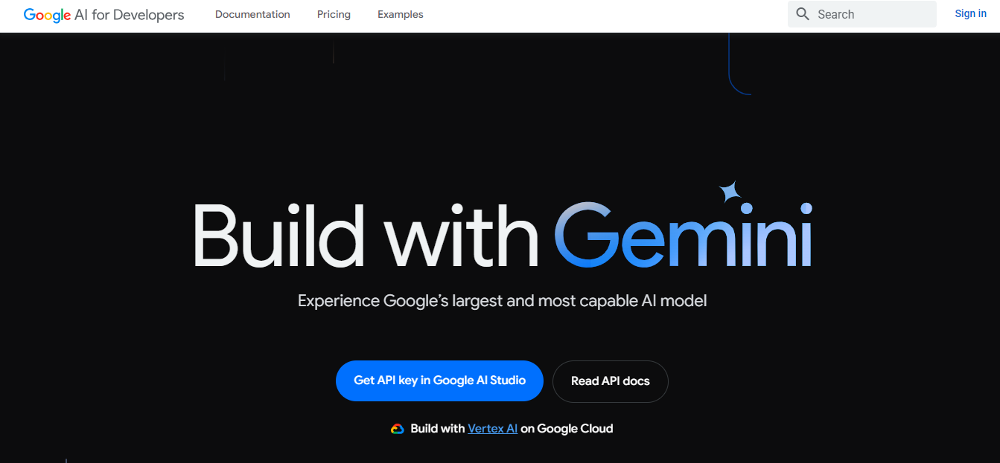 Google AI for Developers Documentation Pricing Examples Search Sign in
Build with Gemini
Experience Google’s largest and most capable AI model
Get API key in Google AI Studio Read API docs
Build with Vertex AI on Google Cloud